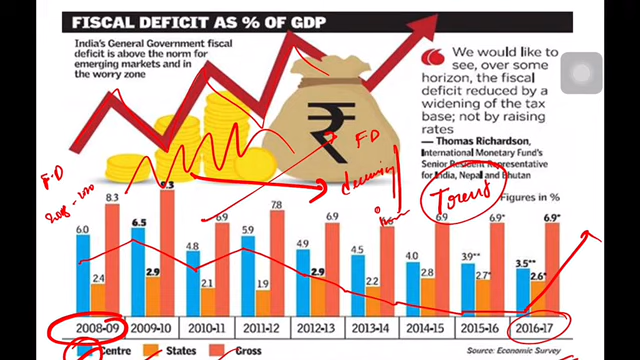 FISCAL DEFICIT AS % OF GDP
India's General Government fiscal
deficit is above the norm for
emerging markets and in
the worry zone
We would like to
see, over some
horizon, the fiscal
deficit reduced by a
widening of the tax
base; not by raising
rates
— Thomas Richardson,
International Monetary Fund's
Senior Resident Representative
for India, Nepal and Bhutan
₹
F.D
F.D
Trend
Figures in %
6.0 2.4 8.3
6.5 2.9 9.3
4.8 2.1 6.9
5.9 1.9 7.8
4.9 2.9 6.9
4.5 2.2
4.0 2.8 6.9
3.9** 2.7* 6.9*
3.5** 2.6* 6.9*
2008-09 2009-10 2010-11 2011-12 2012-13 2013-14 2014-15 2015-16 2016-17
Centre States Gross
Source: Economic Survey